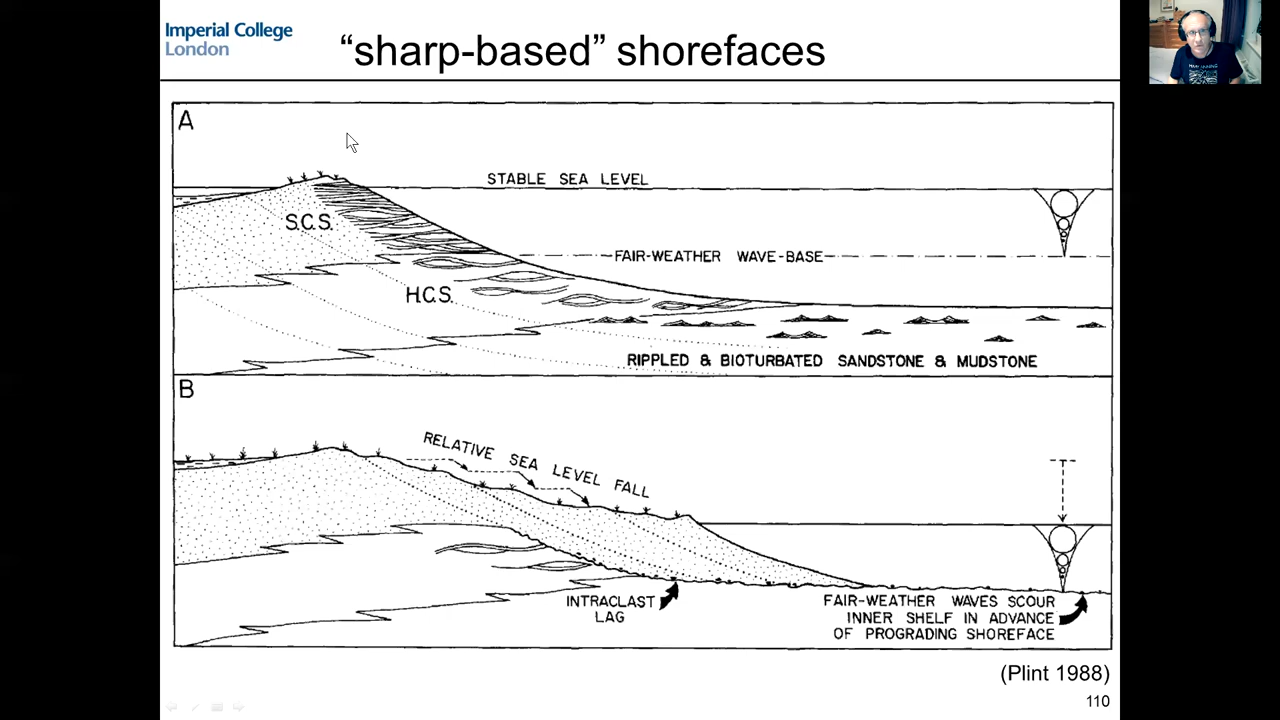 Imperial College
London
“sharp-based” shorefaces
A
STABLE SEA LEVEL
S.C.S.
FAIR-WEATHER WAVE-BASE
H.C.S.
RIPPLED & BIOTURBATED SANDSTONE & MUDSTONE
B
RELATIVE SEA LEVEL FALL
INTRACLAST
LAG
FAIR-WEATHER WAVES SCOUR
INNER SHELF IN ADVANCE
OF PROGRADING SHOREFACE
(Plint 1988)
110